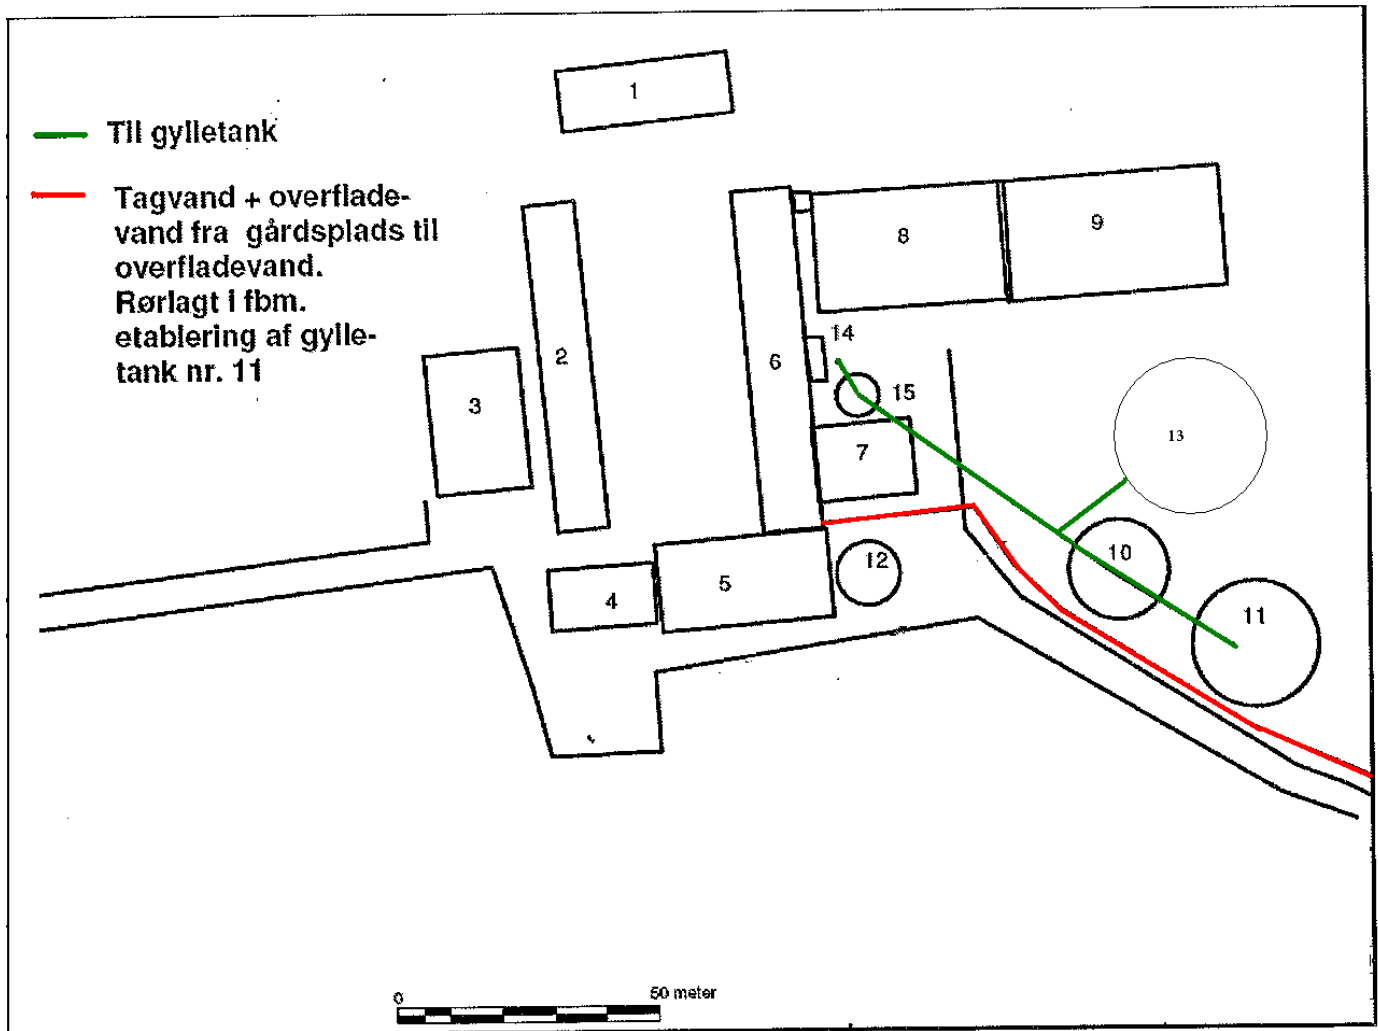 1
Til gylletank
Tagvand + overflade-
vand fra gårdsplads til
overfladevand.
Rørlagt i fbm.
etablering af gylle-
tank nr. 11
8
9
14
2
6
3
15
7
13
10
12
5
4
11
0
50 meter